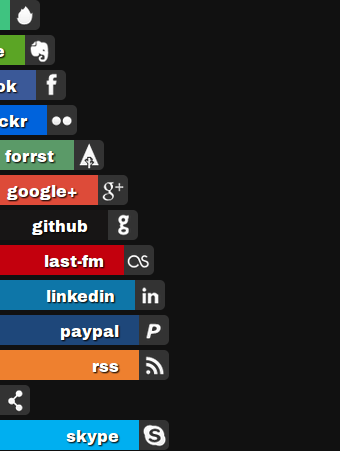 e
ok
ckr
forrst
google+
github
last-fm
linkedin
paypal
rss
skype